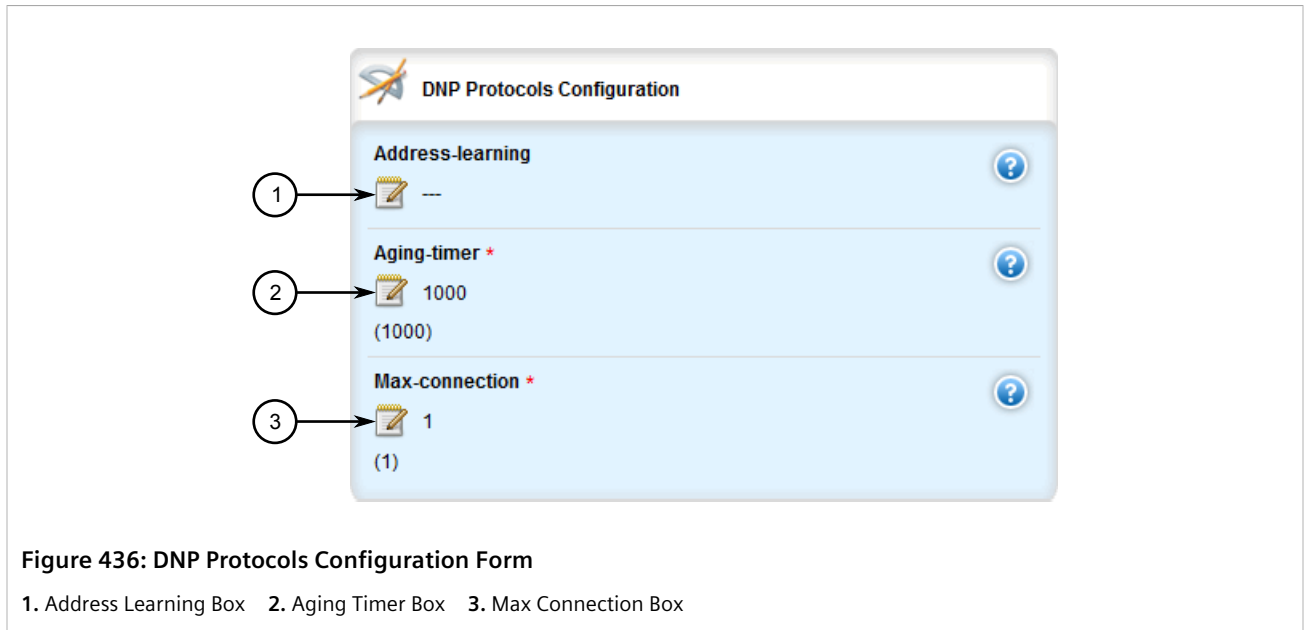 DNP Protocols Configuration
Address-learning
1
---
Aging-timer *
2
1000
(1000)
Max-connection *
3
1
(1)
Figure 436: DNP Protocols Configuration Form
1. Address Learning Box 2. Aging Timer Box 3. Max Connection Box